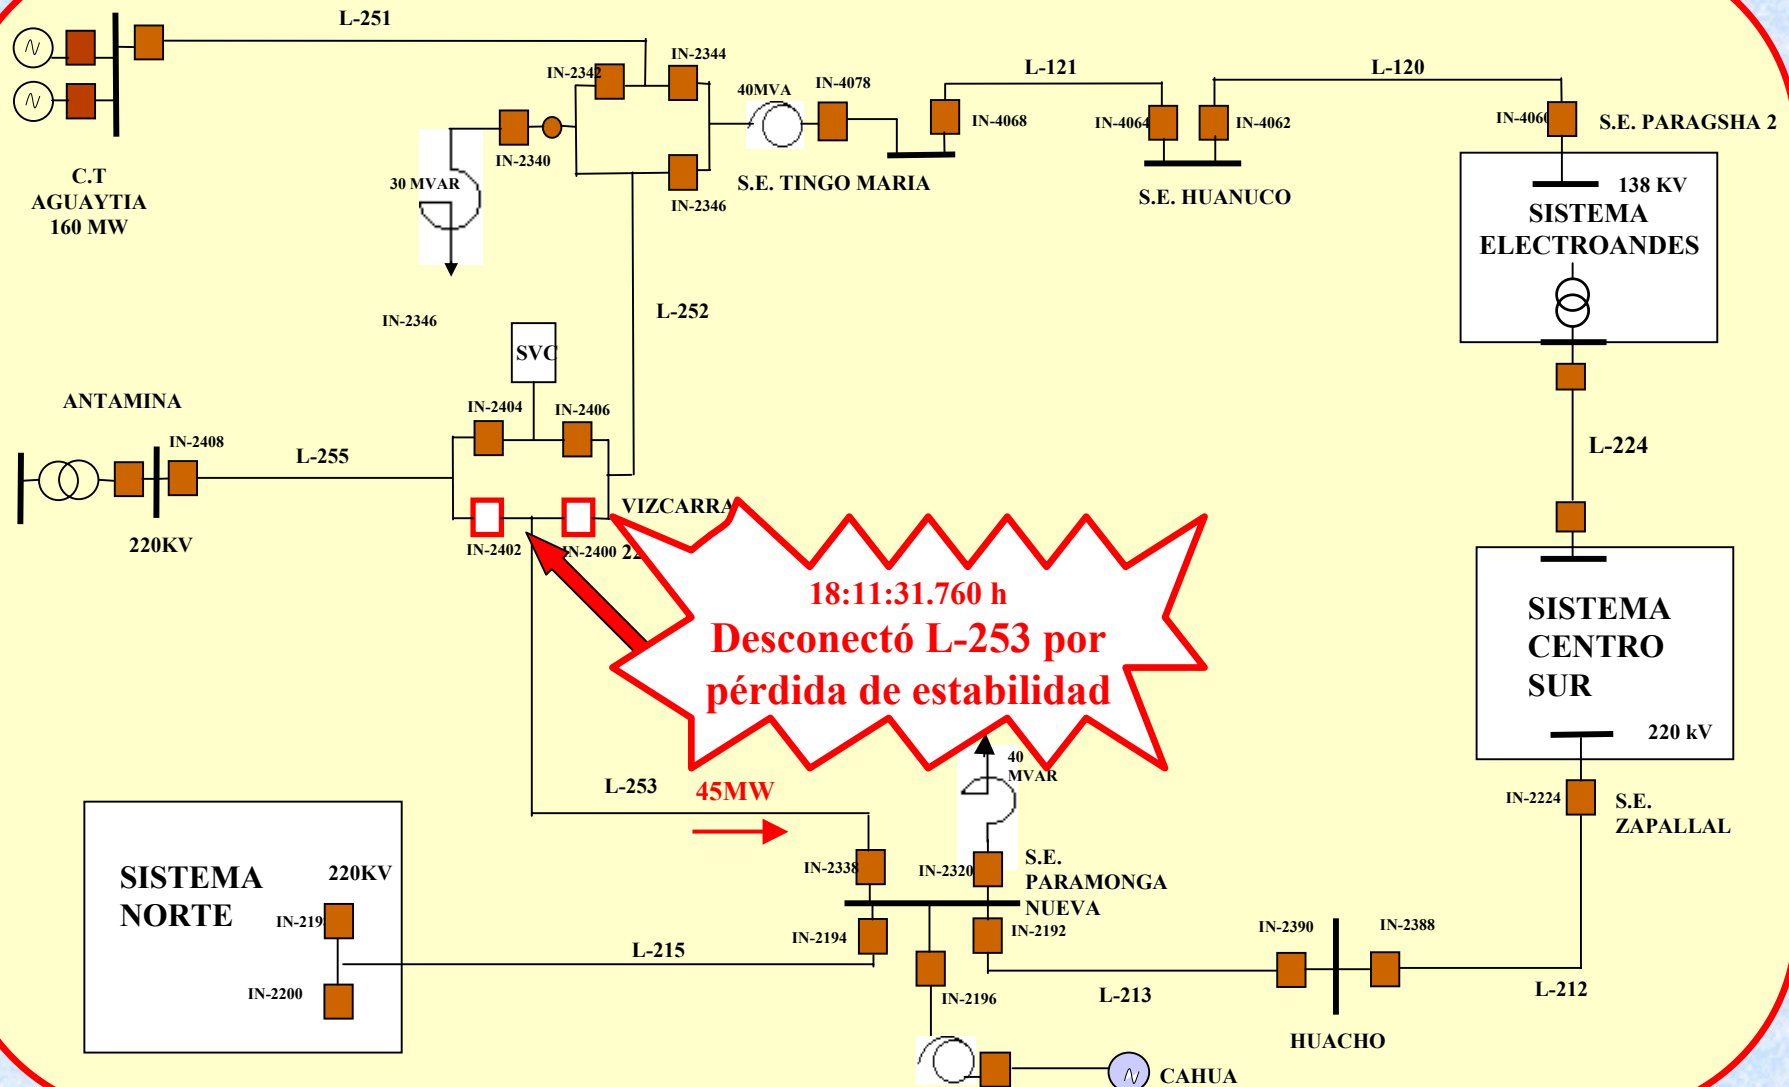 L-251
IN-2344
IN-2342
40MVA
IN-4078
L-121
L-120
IN-4068
IN-4064
IN-4062
IN-4060
S.E. PARAGSHA 2
IN-2340
C.T
AGUAYTIA
160 MW
30 MVAR
IN-2346
S.E. TINGO MARIA
S.E. HUANUCO
138 KV
SISTEMA
ELECTROANDES
L-252
IN-2346
SVC
ANTAMINA
IN-2408
L-255
IN-2404
IN-2406
L-224
220KV
VIZCARRA
IN-2402
IN-2400
18:11:31.760 h
Desconectó L-253 por
pérdida de estabilidad
SISTEMA
CENTRO
SUR
220 kV
40
MVAR
L-253
45MW
IN-2224
S.E.
ZAPALLAL
SISTEMA
NORTE
220KV
IN-2338
IN-2320
S.E.
PARAMONGA
NUEVA
IN-219
IN-2194
IN-2192
IN-2390
IN-2388
L-215
IN-2200
IN-2196
L-213
L-212
HUACHO
CAHUA